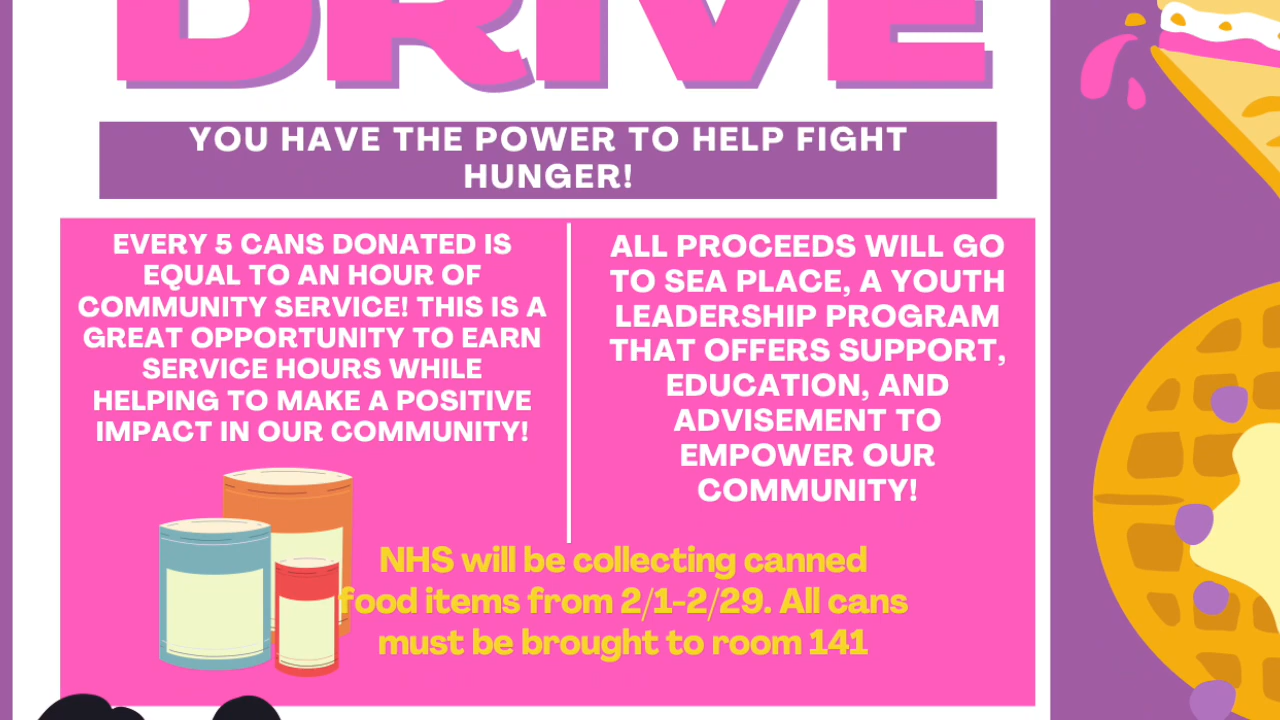 DRIVE
YOU HAVE THE POWER TO HELP FIGHT
HUNGER!
EVERY 5 CANS DONATED IS
EQUAL TO AN HOUR OF
COMMUNITY SERVICE! THIS IS A
GREAT OPPORTUNITY TO EARN
SERVICE HOURS WHILE
HELPING TO MAKE A POSITIVE
IMPACT IN OUR COMMUNITY!
ALL PROCEEDS WILL GO
TO SEA PLACE, A YOUTH
LEADERSHIP PROGRAM
THAT OFFERS SUPPORT,
EDUCATION, AND
ADVISEMENT TO
EMPOWER OUR
COMMUNITY!
NHS will be collecting canned
food items from 2/1-2/29. All cans
must be brought to room 141